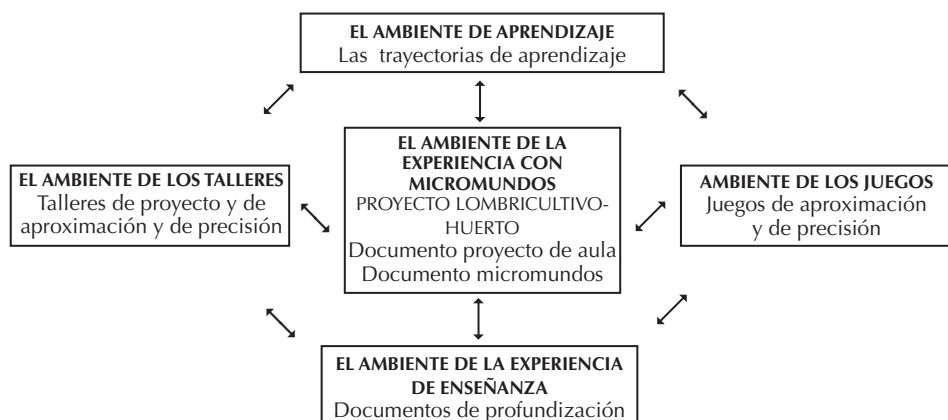 EL AMBIENTE DE APRENDIZAJE
Las trayectorias de aprendizaje
EL AMBIENTE DE LOS TALLERES
Talleres de proyecto y de
aproximación y de precisión
EL AMBIENTE DE LA
EXPERIENCIA CON
MICROMUNDOS
PROYECTO LOMBRICULTIVO-
HUERTO
Documento proyecto de aula
Documento micromundos
AMBIENTE DE LOS JUEGOS
Juegos de aproximación
y de precisión
EL AMBIENTE DE LA EXPERIENCIA
DE ENSEÑANZA
Documentos de profundización